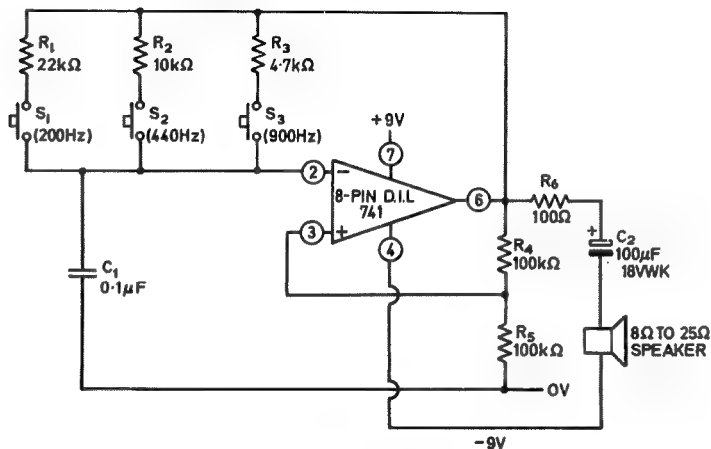 R1
22kΩ
R2
10kΩ
R3
4·7kΩ
S1
(200Hz)
S2
(440Hz)
S3
(900Hz)
+9V
7
2
−
8-PIN D.I.L
741
6
3
+
4
R6
100Ω
+
C2
100µF
18VWK
R4
100kΩ
C1
0·1µF
R5
100kΩ
8Ω TO 25Ω
SPEAKER
0V
−9V